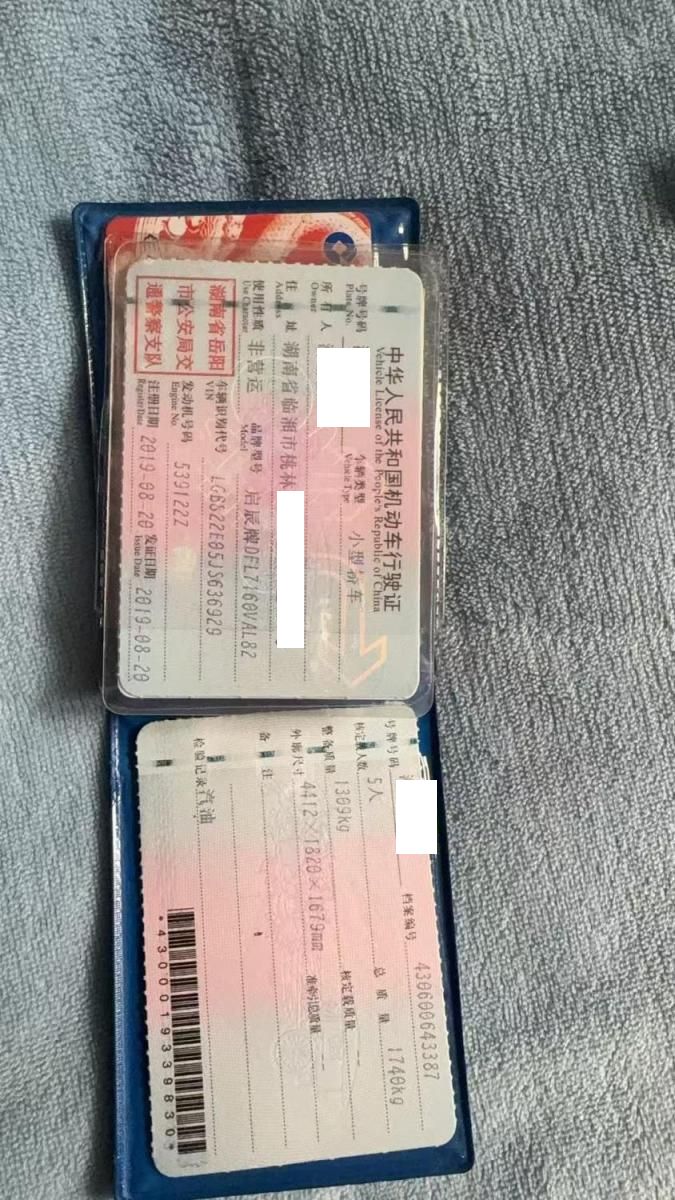 中华人民共和国机动车行驶证
Vehicle License of the People's Republic of China
号牌号码
Plate No.
车辆类型 小型轿车
Vehicle Type
所有人
Owner
住址 湖南省临湘市桃林
Address
使用性质 非营运
Use Character
品牌型号 启辰牌DFL7160VAL82
Model
湖南省岳阳
市公安局交
通警察支队
车辆识别代号 LGB522E05JS636929
VIN
发动机号码 539122Z
Engine No.
注册日期 2019-08-20
Register Date
发证日期 2019-08-20
Issue Date
号牌号码
档案编号 430600643387
核定载人数 5人
总质量 1740kg
整备质量 1309kg
核定载质量 --
外廓尺寸 4412×1820×1679mm
准牵引总质量 --
备注
检验记录
汽油
*4300019339830*